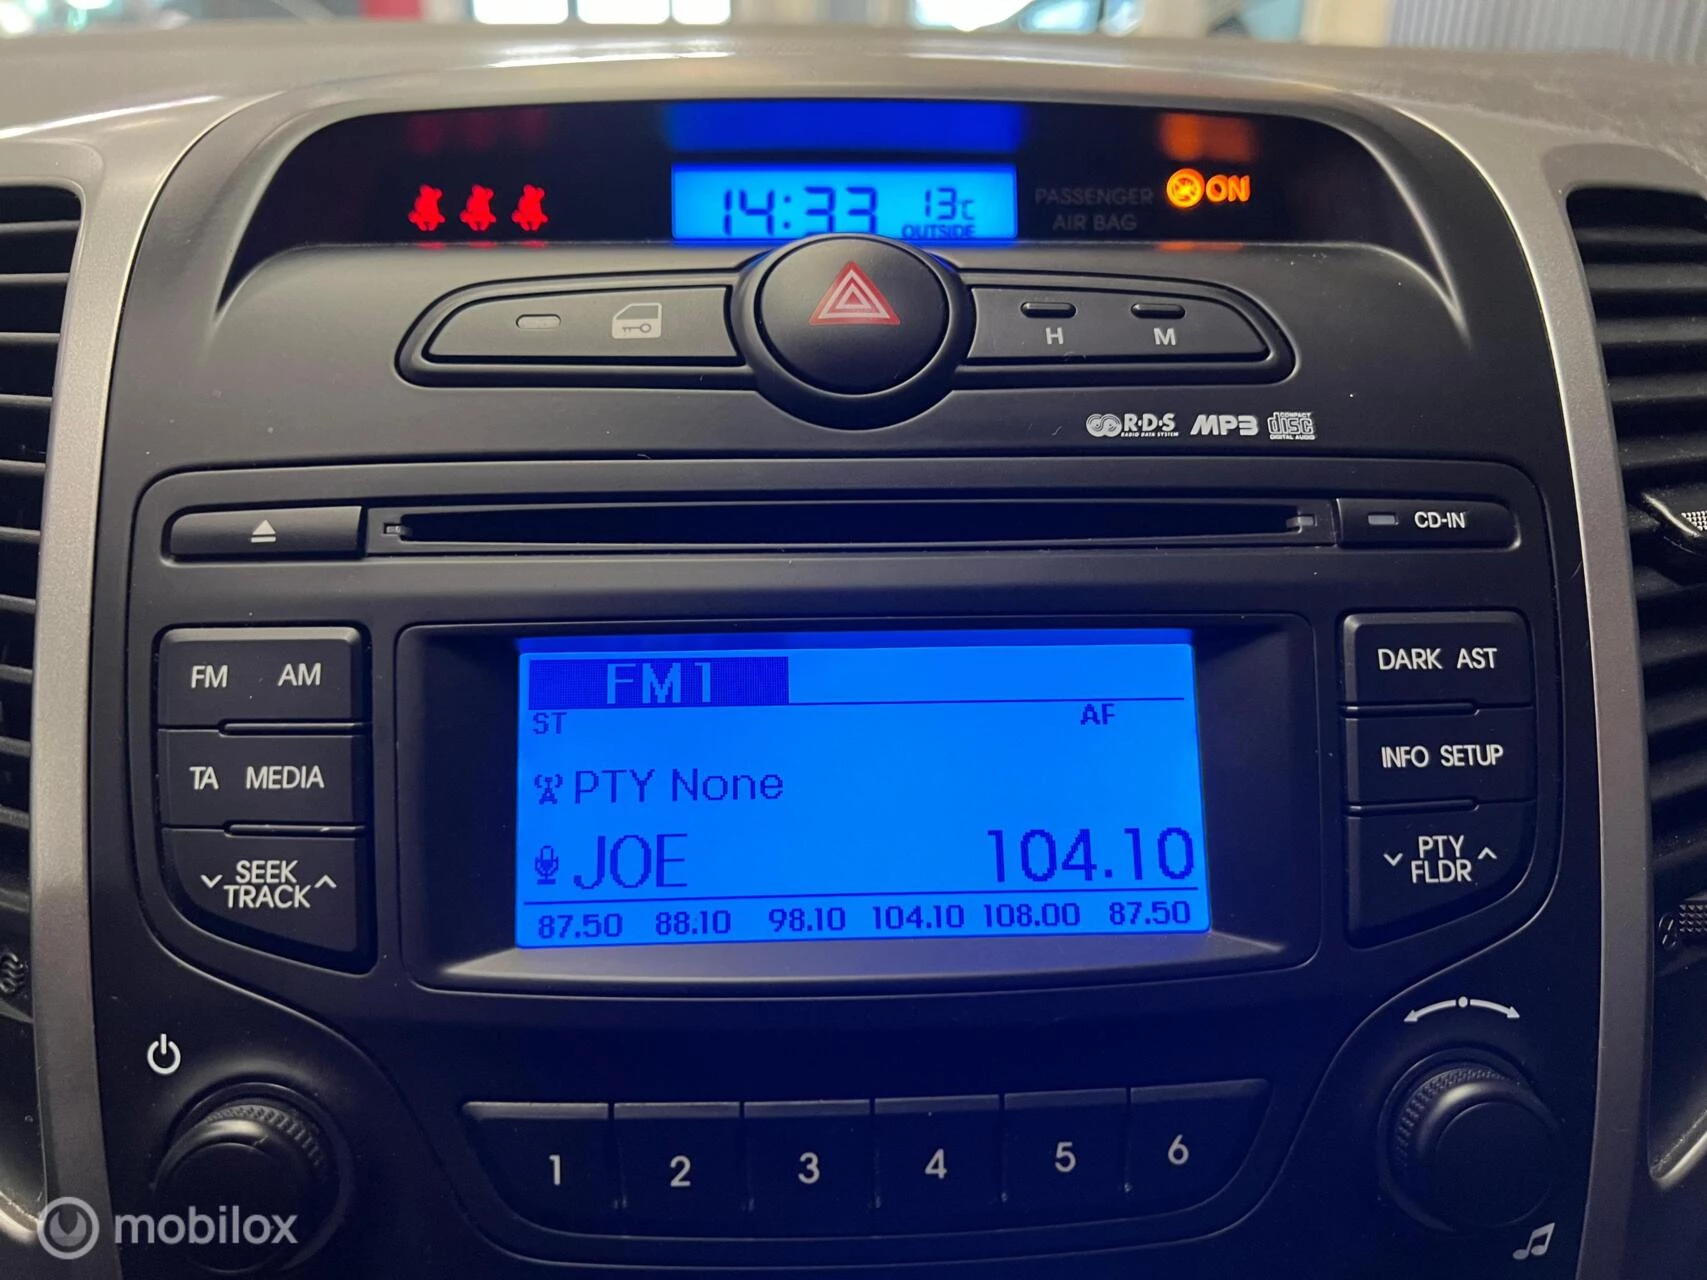 14:33 13c
OUTSIDE
PASSENGER
AIR BAG
ON
H M
R·D·S
RADIO DATA SYSTEM
MP3
COMPACT
disc
DIGITAL AUDIO
CD-IN
FM AM
TA MEDIA
SEEK
TRACK
FM1
ST AF
PTY None
JOE 104.10
87.50 88.10 98.10 104.10 108.00 87.50
DARK AST
INFO SETUP
PTY
FLDR
1 2 3 4 5 6
mobilox